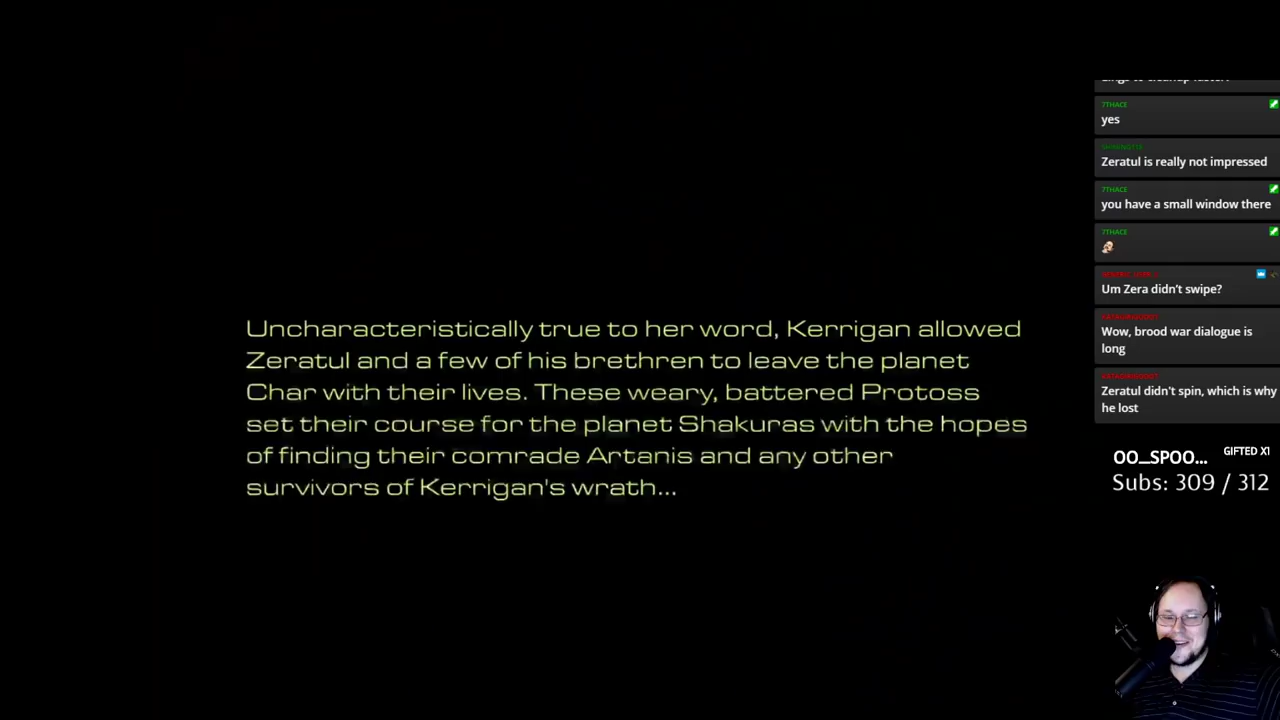 Uncharacteristically true to her word, Kerrigan allowed
Zeratul and a few of his brethren to leave the planet
Char with their lives. These weary, battered Protoss
set their course for the planet Shakuras with the hopes
of finding their comrade Artanis and any other
survivors of Kerrigan's wrath...
7THACE
yes
Zeratul is really not impressed
7THACE
you have a small window there
7THACE
Um Zera didn't swipe?
Wow, brood war dialogue is
long
Zeratul didn't spin, which is why
he lost
OO_SPOO... GIFTED X1
Subs: 309 / 312